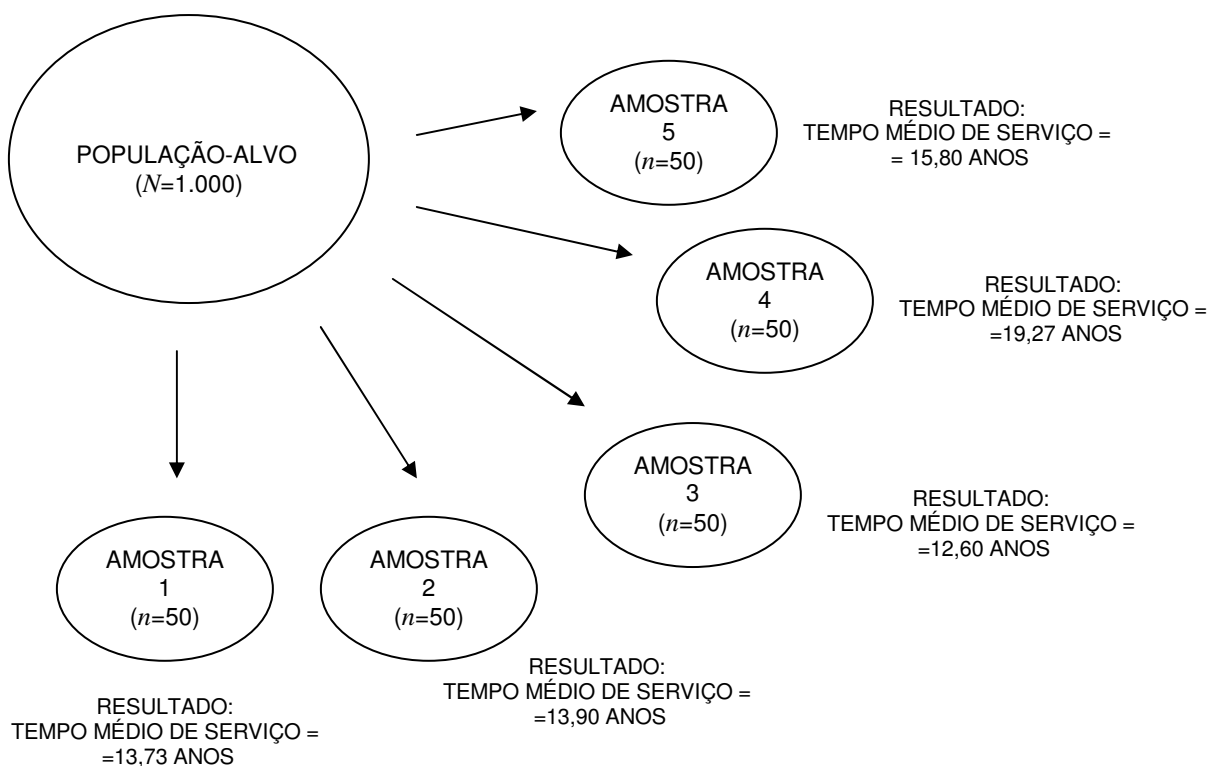 POPULAÇÃO-ALVO
(N=1.000)
AMOSTRA
5
(n=50)
RESULTADO:
TEMPO MÉDIO DE SERVIÇO =
= 15,80 ANOS
AMOSTRA
4
(n=50)
RESULTADO:
TEMPO MÉDIO DE SERVIÇO =
=19,27 ANOS
AMOSTRA
3
(n=50)
RESULTADO:
TEMPO MÉDIO DE SERVIÇO =
=12,60 ANOS
AMOSTRA
1
(n=50)
RESULTADO:
TEMPO MÉDIO DE SERVIÇO =
=13,73 ANOS
AMOSTRA
2
(n=50)
RESULTADO:
TEMPO MÉDIO DE SERVIÇO =
=13,90 ANOS